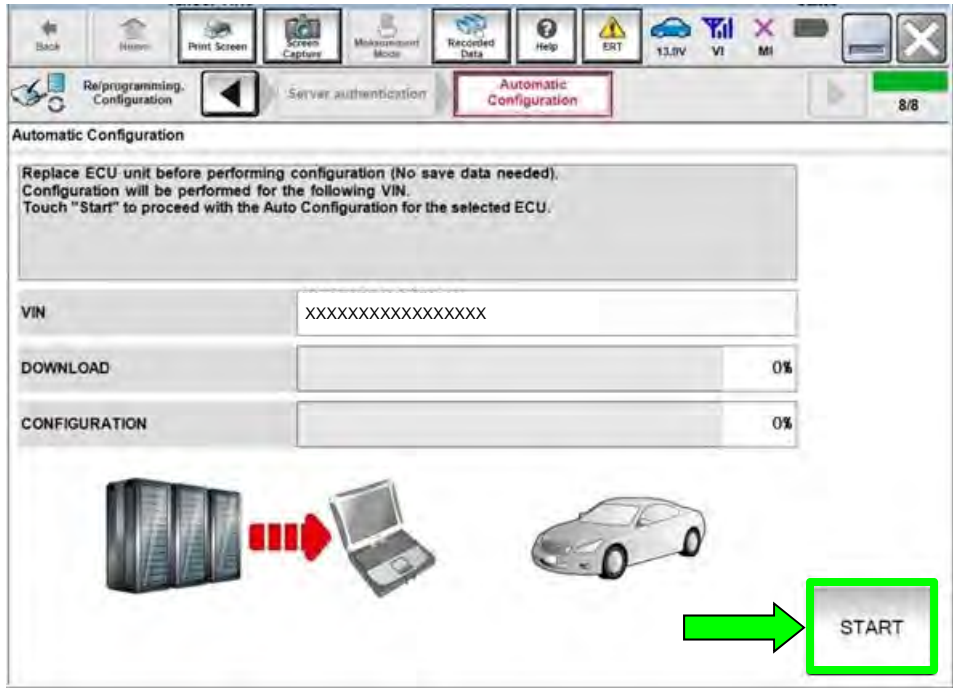 Back
Home
Print Screen
Screen
Capture
Measurement
Mode
Recorded
Data
Help
ERT
13.0V
VI
MI
Re/programming,
Configuration
Server authentication
Automatic
Configuration
8/8
Automatic Configuration
Replace ECU unit before performing configuration (No save data needed).
Configuration will be performed for the following VIN.
Touch "Start" to proceed with the Auto Configuration for the selected ECU.
VIN
XXXXXXXXXXXXXXXXX
DOWNLOAD
0%
CONFIGURATION
0%
START